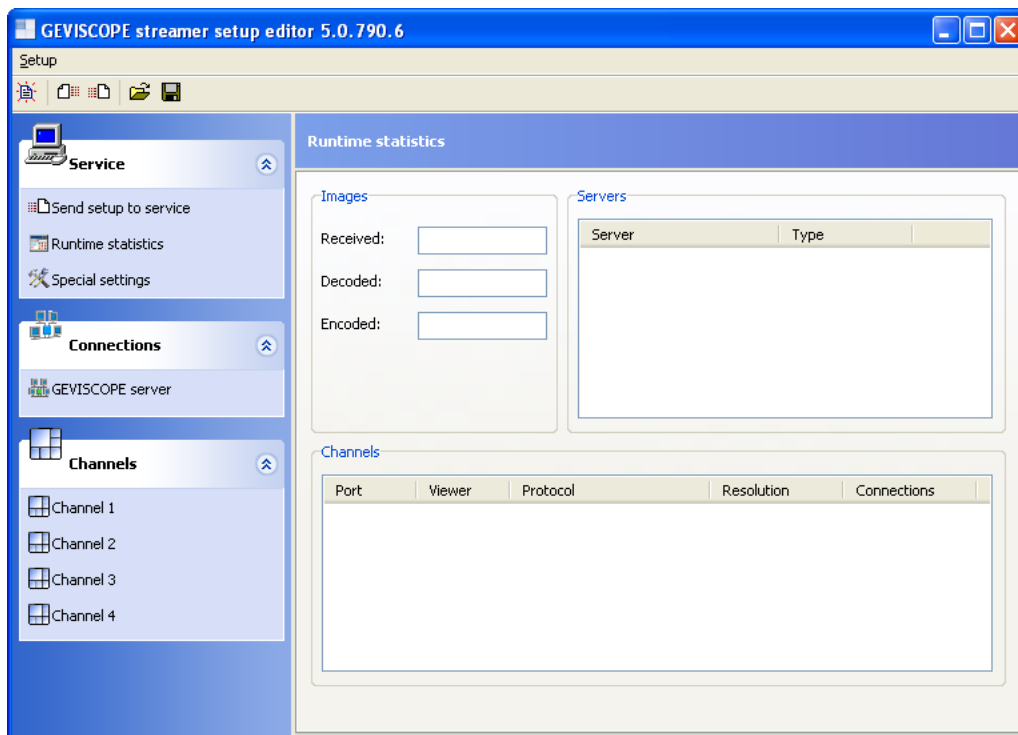 GEVISCOPE streamer setup editor 5.0.790.6
Setup
Service
Send setup to service
Runtime statistics
Special settings
Connections
GEVISCOPE server
Channels
Channel 1
Channel 2
Channel 3
Channel 4
Runtime statistics
Images
Received:
Decoded:
Encoded:
Servers
Server Type
Channels
Port Viewer Protocol Resolution Connections